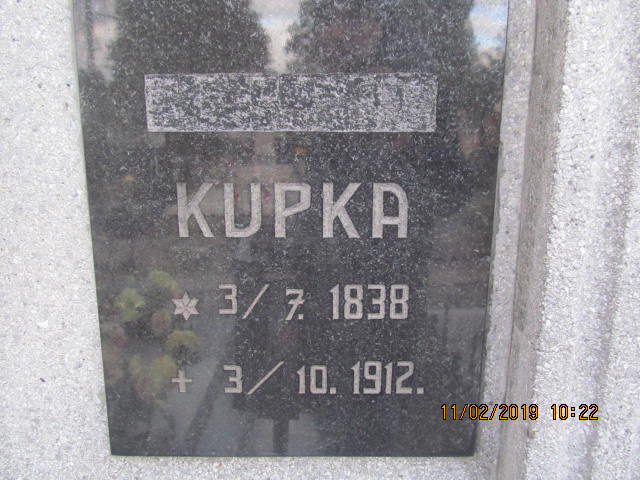 KUPKA
* 3/7. 1838
+ 3/10. 1912.
11/02/2019 10:22